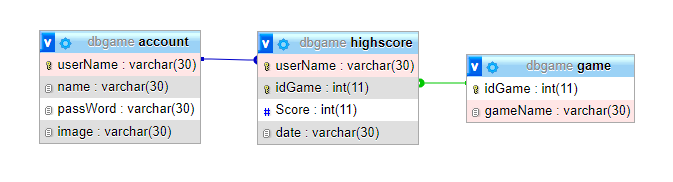 dbgame account
userName : varchar(30)
name : varchar(30)
passWord : varchar(30)
image : varchar(30)
dbgame highscore
userName : varchar(30)
idGame : int(11)
# Score : int(11)
date : varchar(30)
dbgame game
idGame : int(11)
gameName : varchar(30)